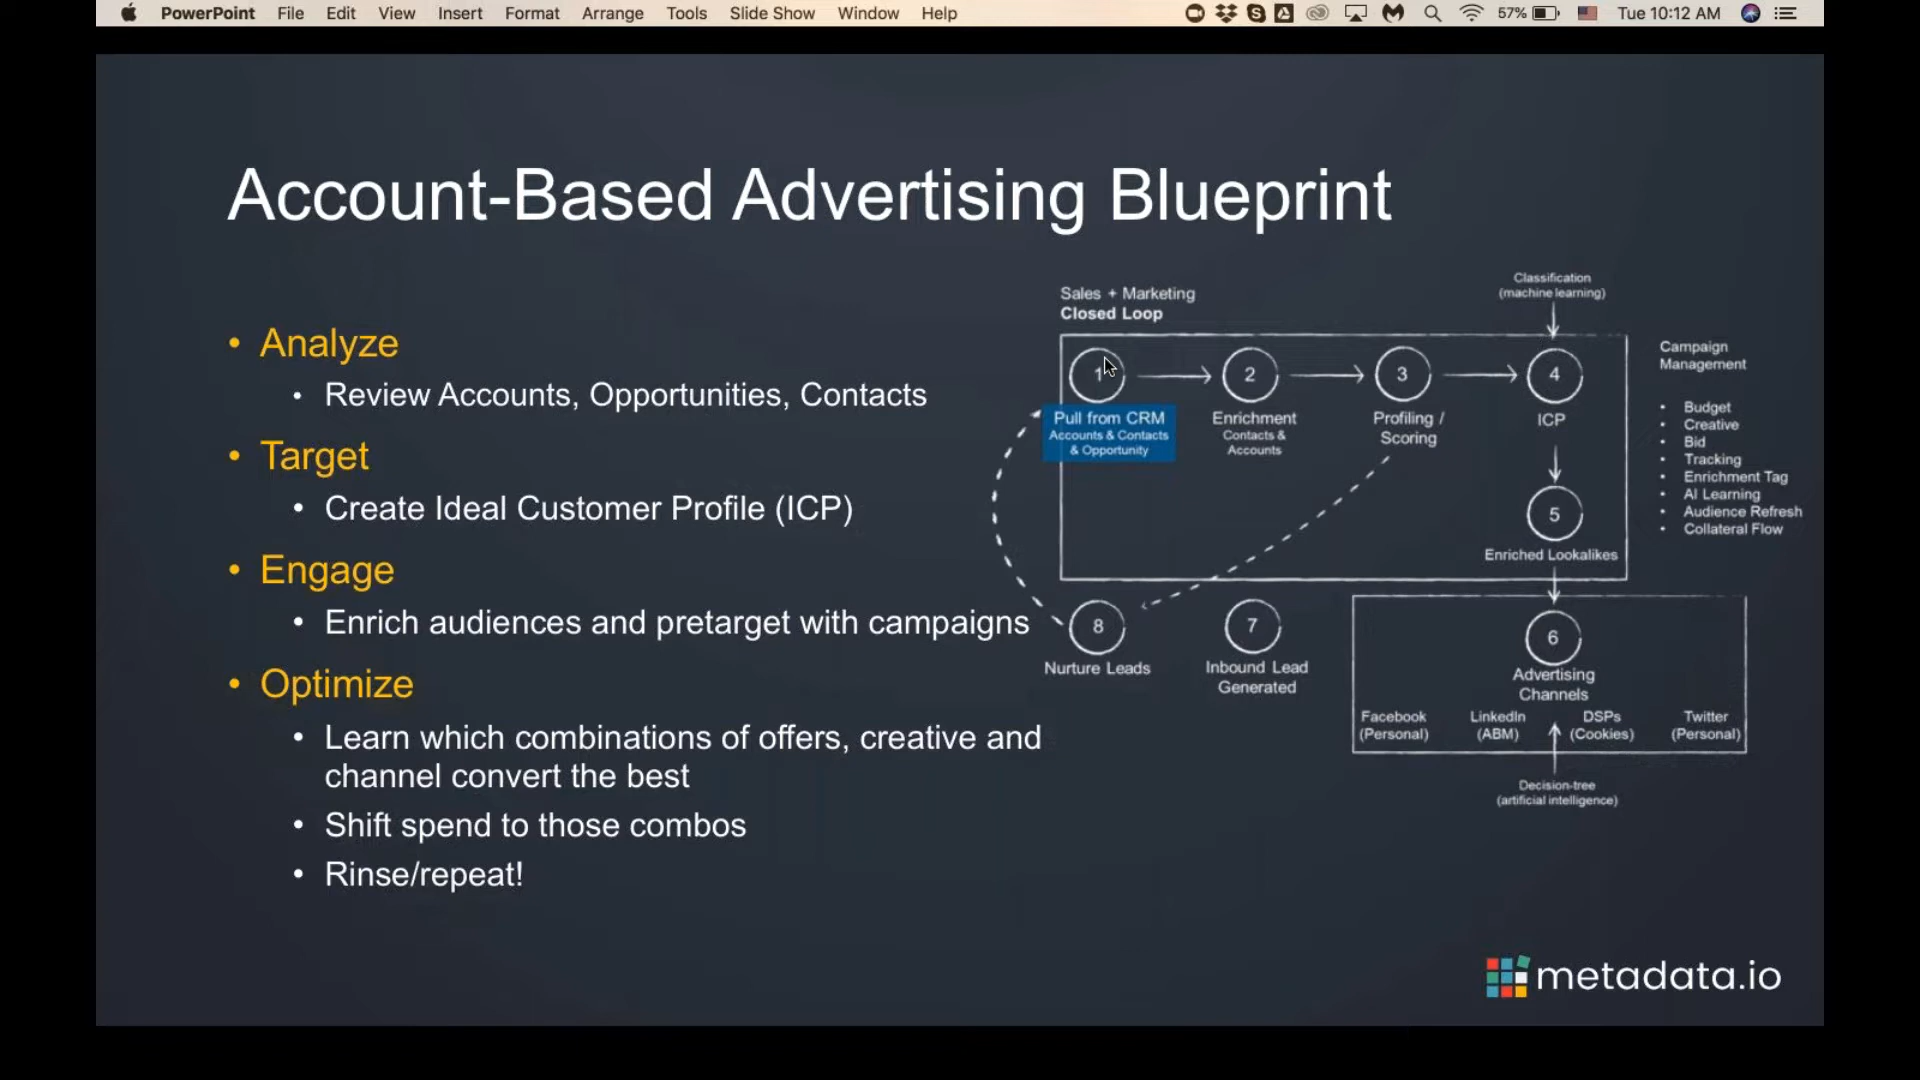 PowerPoint File Edit View Insert Format Arrange Tools Slide Show Window Help 57% Tue 10:12 AM
Account-Based Advertising Blueprint
• Analyze
• Review Accounts, Opportunities, Contacts
• Target
• Create Ideal Customer Profile (ICP)
• Engage
• Enrich audiences and pretarget with campaigns
• Optimize
• Learn which combinations of offers, creative and
channel convert the best
• Shift spend to those combos
• Rinse/repeat!
Sales + Marketing
Closed Loop
Classification
(machine learning)
1
Pull from CRM
Accounts & Contacts
& Opportunity
2
Enrichment
Contacts &
Accounts
3
Profiling /
Scoring
4
ICP
5
Enriched Lookalikes
Campaign
Management
• Budget
• Creative
• Bid
• Tracking
• Enrichment Tag
• AI Learning
• Audience Refresh
• Collateral Flow
8
Nurture Leads
7
Inbound Lead
Generated
6
Advertising
Channels
Facebook
(Personal)
LinkedIn
(ABM)
DSPs
(Cookies)
Twitter
(Personal)
Decision-tree
(artificial intelligence)
metadata.io